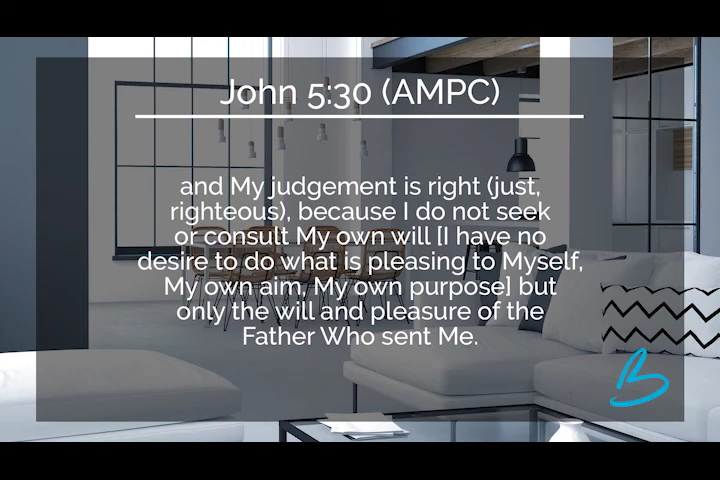 John 5:30 (AMPC)
and My judgement is right (just,
righteous), because I do not seek
or consult My own will [I have no
desire to do what is pleasing to Myself,
My own aim, My own purpose] but
only the will and pleasure of the
Father Who sent Me.
B